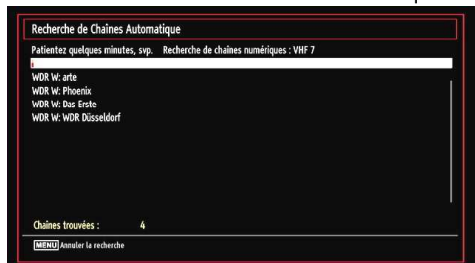 Recherche de Chaines Automatique
Patientez quelques minutes, svp. Recherche de chaînes numériques : VHF 7
WDR W: arte
WDR W: Phoenix
WDR W: Das Erste
WDR W: WDR Düsseldorf
Chaînes trouvées : 4
MENU Annuler la recherche